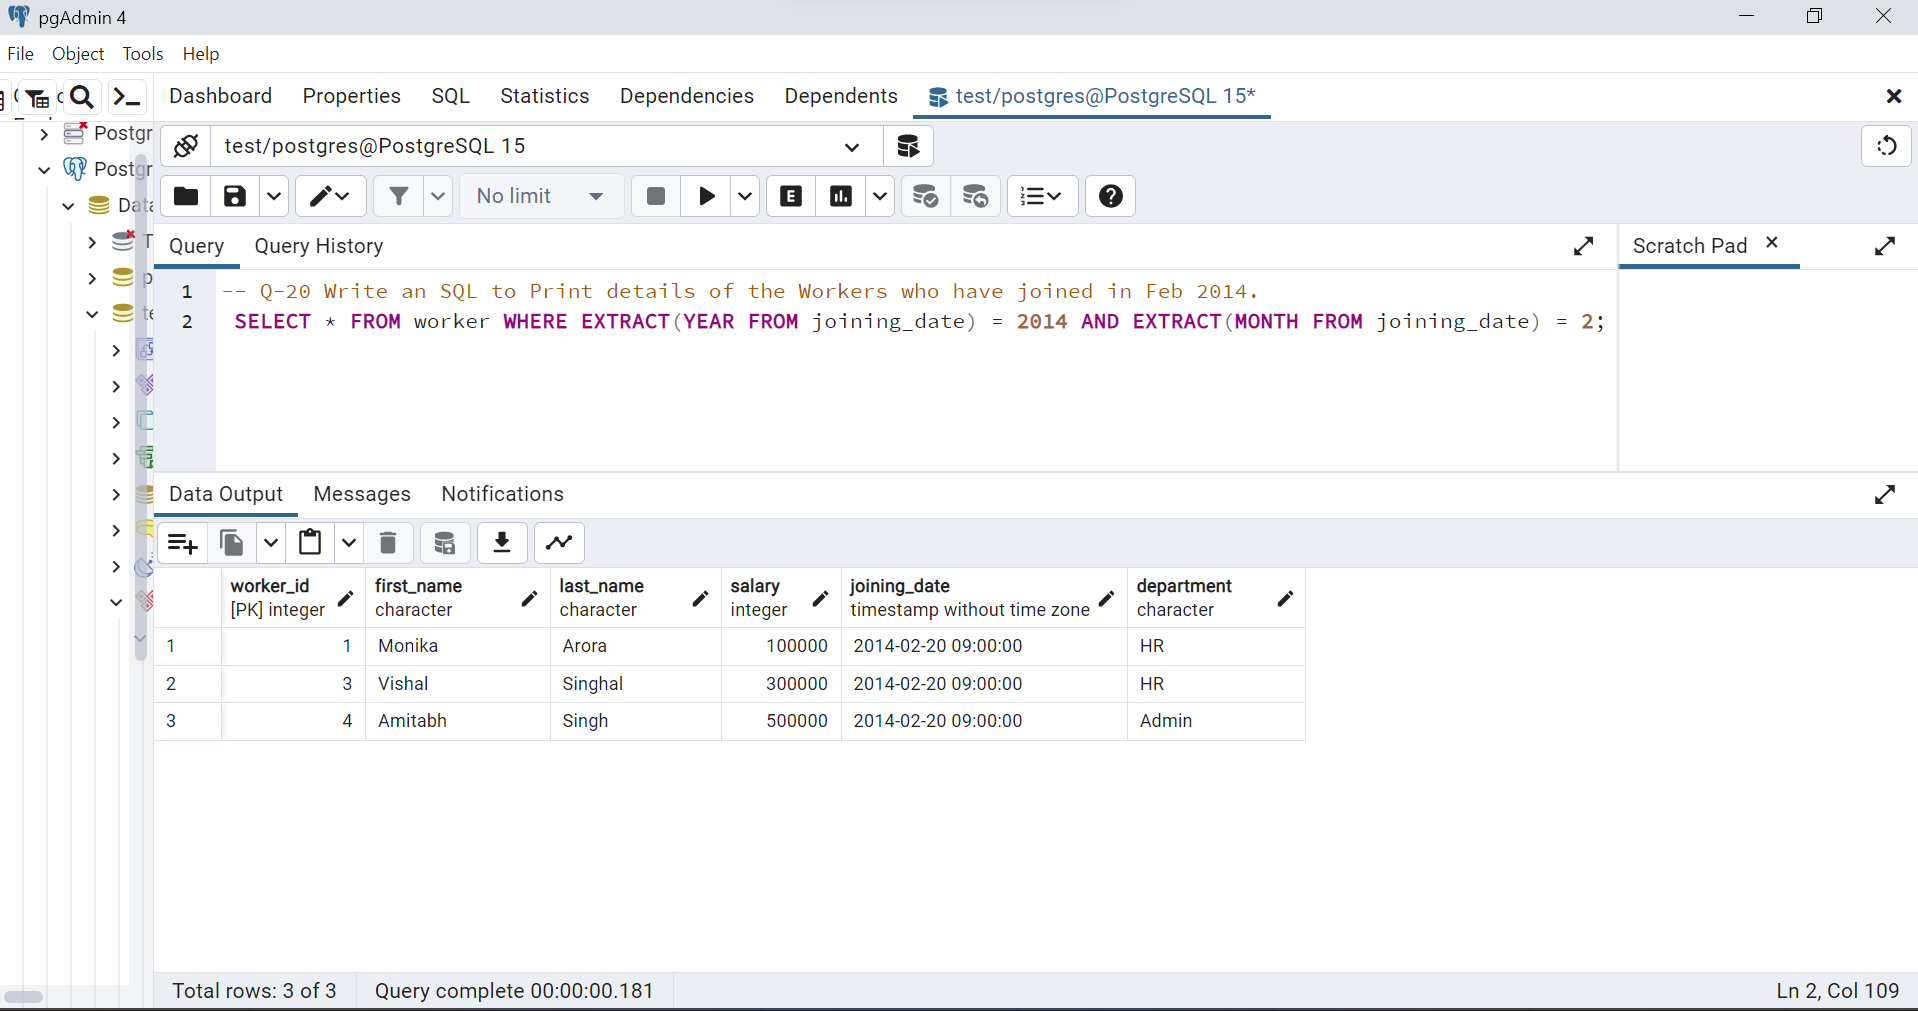 pgAdmin 4
File Object Tools Help
Dashboard Properties SQL Statistics Dependencies Dependents test/postgres@PostgreSQL 15*
test/postgres@PostgreSQL 15
No limit
Query Query History Scratch Pad
1 -- Q-20 Write an SQL to Print details of the Workers who have joined in Feb 2014.
2 SELECT * FROM worker WHERE EXTRACT(YEAR FROM joining_date) = 2014 AND EXTRACT(MONTH FROM joining_date) = 2;
Data Output Messages Notifications
worker_id first_name last_name salary joining_date department
[PK] integer character character integer timestamp without time zone character
1 1 Monika Arora 100000 2014-02-20 09:00:00 HR
2 3 Vishal Singhal 300000 2014-02-20 09:00:00 HR
3 4 Amitabh Singh 500000 2014-02-20 09:00:00 Admin
Total rows: 3 of 3 Query complete 00:00:00.181 Ln 2, Col 109